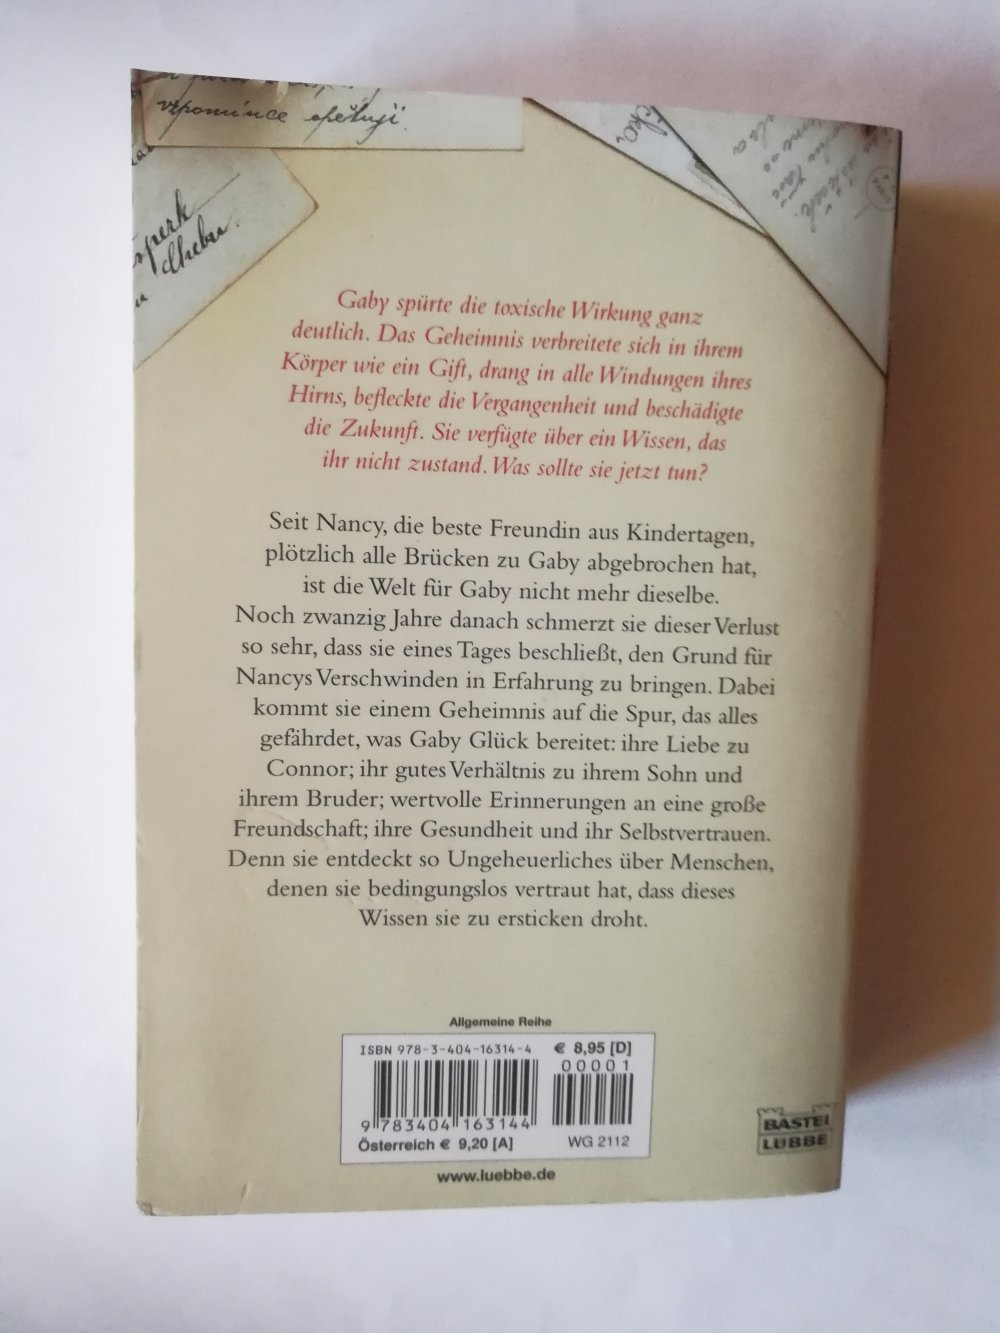 vzpomínce opětují.
šperk
Gaby spürte die toxische Wirkung ganz
deutlich. Das Geheimnis verbreitete sich in ihrem
Körper wie ein Gift, drang in alle Windungen ihres
Hirns, befleckte die Vergangenheit und beschädigte
die Zukunft. Sie verfügte über ein Wissen, das
ihr nicht zustand. Was sollte sie jetzt tun?
Seit Nancy, die beste Freundin aus Kindertagen,
plötzlich alle Brücken zu Gaby abgebrochen hat,
ist die Welt für Gaby nicht mehr dieselbe.
Noch zwanzig Jahre danach schmerzt sie dieser Verlust
so sehr, dass sie eines Tages beschließt, den Grund für
Nancys Verschwinden in Erfahrung zu bringen. Dabei
kommt sie einem Geheimnis auf die Spur, das alles
gefährdet, was Gaby Glück bereitet: ihre Liebe zu
Connor; ihr gutes Verhältnis zu ihrem Sohn und
ihrem Bruder; wertvolle Erinnerungen an eine große
Freundschaft; ihre Gesundheit und ihr Selbstvertrauen.
Denn sie entdeckt so Ungeheuerliches über Menschen,
denen sie bedingungslos vertraut hat, dass dieses
Wissen sie zu ersticken droht.
Allgemeine Reihe
ISBN 978-3-404-16314-4 € 8,95 [D]
00001
9 783404 163144
Österreich € 9,20 [A] WG 2112
www.luebbe.de
BASTEI
LÜBBE